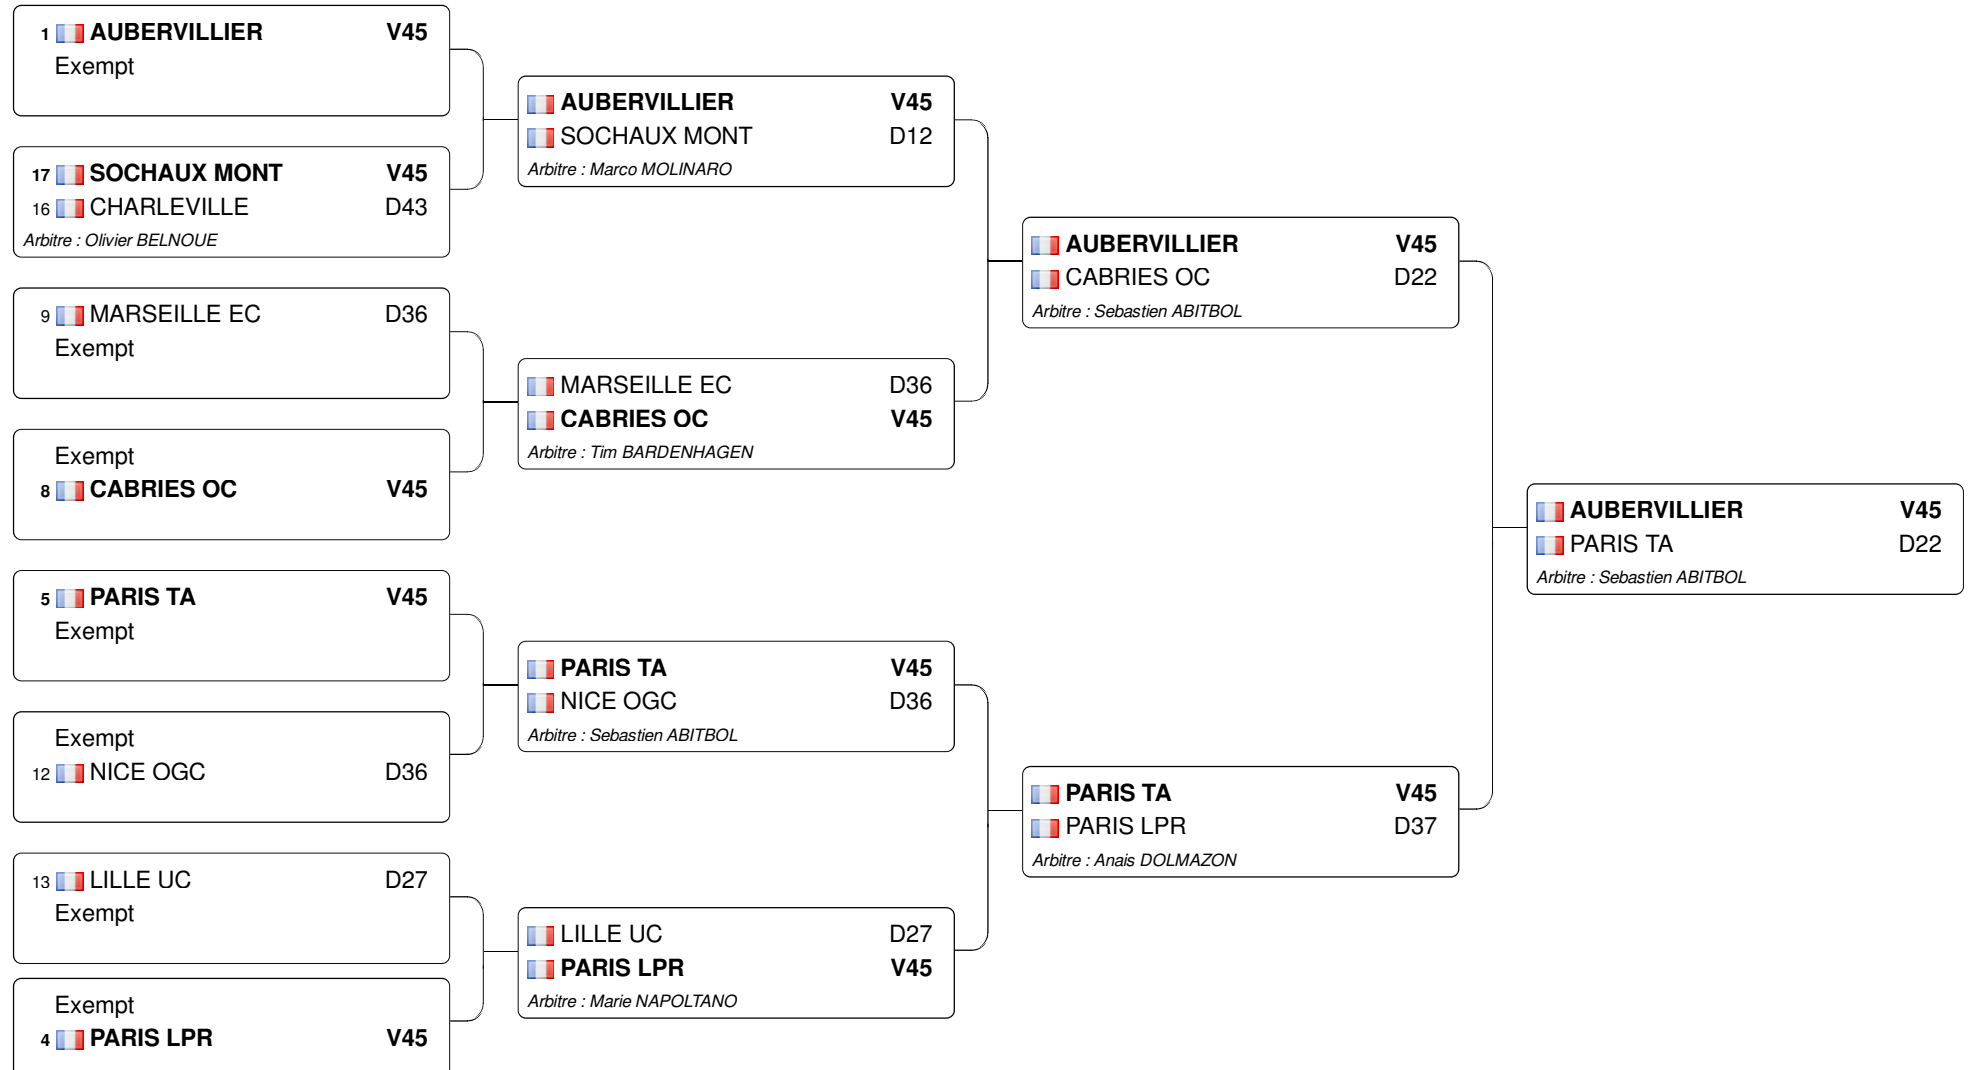 1 AUBERVILLIER V45
Exempt
17 SOCHAUX MONT V45
16 CHARLEVILLE D43
Arbitre : Olivier BELNOUE
9 MARSEILLE EC D36
Exempt
Exempt
8 CABRIES OC V45
5 PARIS TA V45
Exempt
Exempt
12 NICE OGC D36
13 LILLE UC D27
Exempt
Exempt
4 PARIS LPR V45
AUBERVILLIER V45
SOCHAUX MONT D12
Arbitre : Marco MOLINARO
MARSEILLE EC D36
CABRIES OC V45
Arbitre : Tim BARDENHAGEN
PARIS TA V45
NICE OGC D36
Arbitre : Sebastien ABITBOL
LILLE UC D27
PARIS LPR V45
Arbitre : Marie NAPOLTANO
AUBERVILLIER V45
CABRIES OC D22
Arbitre : Sebastien ABITBOL
PARIS TA V45
PARIS LPR D37
Arbitre : Anais DOLMAZON
AUBERVILLIER V45
PARIS TA D22
Arbitre : Sebastien ABITBOL